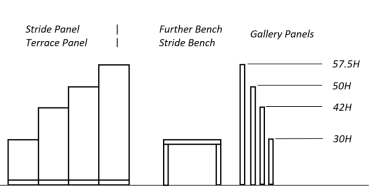 Stride Panel | Further Bench
Terrace Panel | Stride Bench
Gallery Panels
57.5H
50H
42H
30H